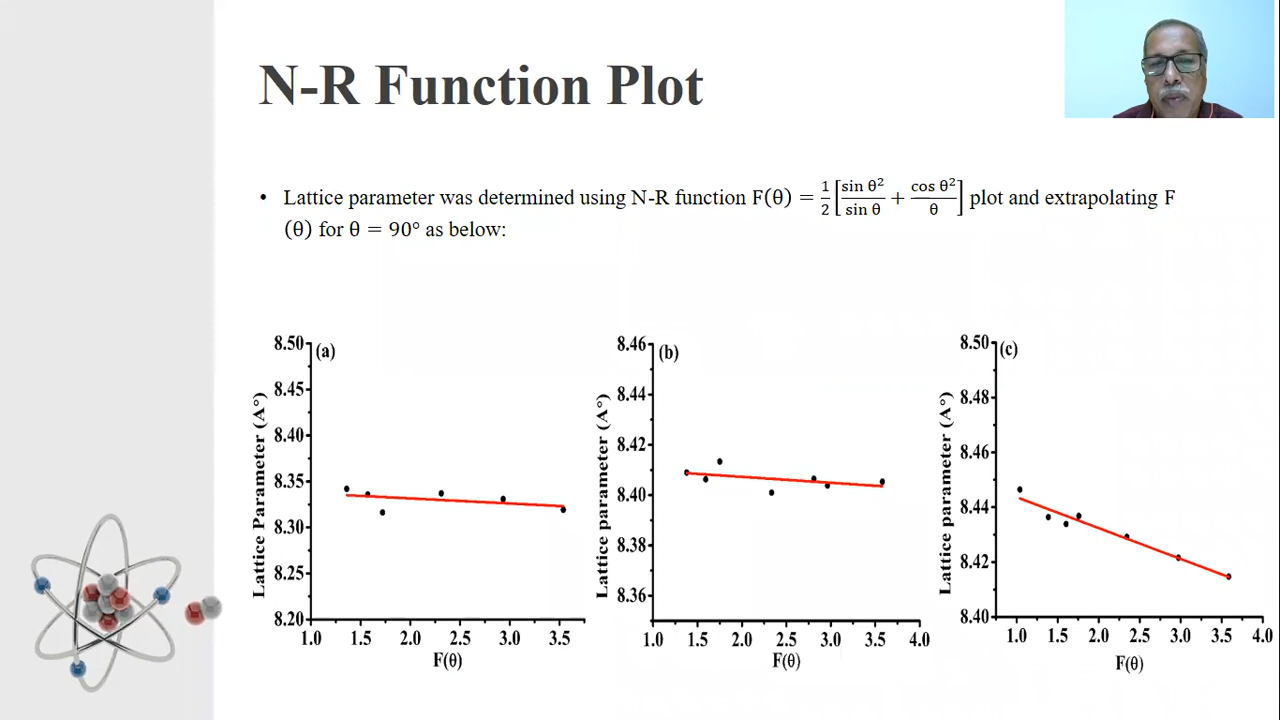 N-R Function Plot
• Lattice parameter was determined using N-R function F(θ) = 1/2 [sin θ²/sin θ + cos θ²/θ] plot and extrapolating F
(θ) for θ = 90° as below:
(a)
8.50
8.45
8.40
8.35
8.30
8.25
8.20
Lattice Parameter (A°)
1.0 1.5 2.0 2.5 3.0 3.5
F(θ)
(b)
8.46
8.44
8.42
8.40
8.38
8.36
Lattice parameter (A°)
1.0 1.5 2.0 2.5 3.0 3.5 4.0
F(θ)
(c)
8.50
8.48
8.46
8.44
8.42
8.40
Lattice parameter (A°)
1.0 1.5 2.0 2.5 3.0 3.5 4.0
F(θ)